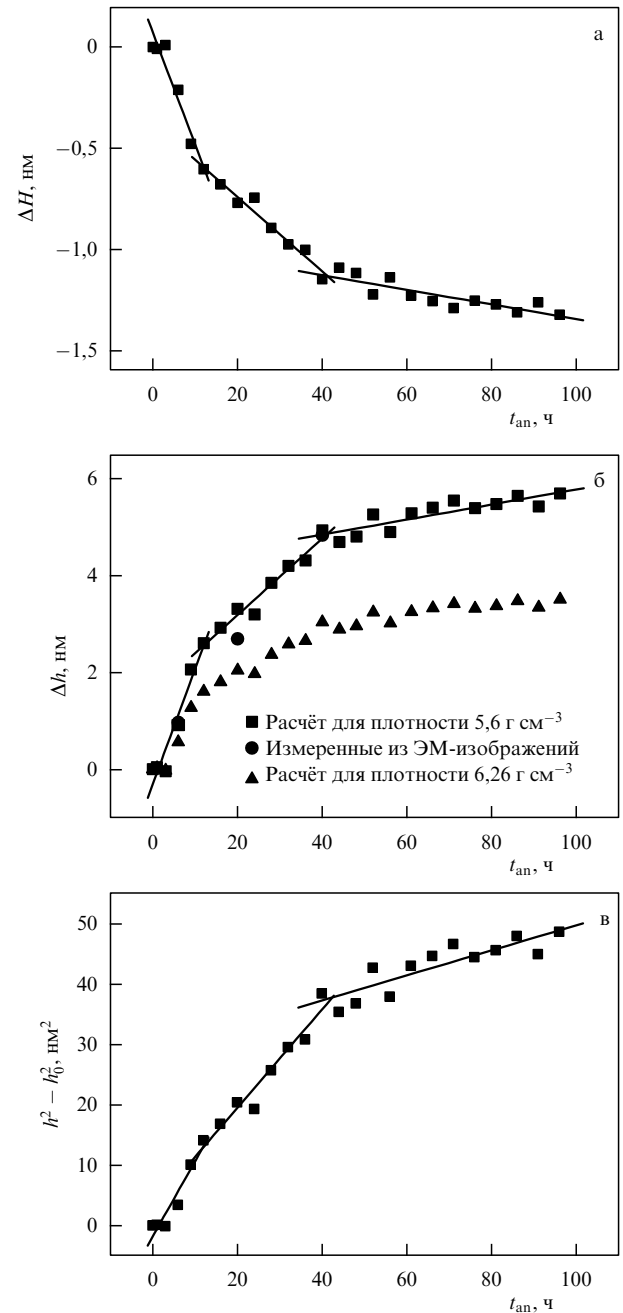 а
0
−0,5
−1,0
−1,5
ΔH, нм
0 20 40 60 80 100
t_an, ч
б
6
4
2
0
Δh, нм
Расчёт для плотности 5,6 г см⁻³
Измеренные из ЭМ-изображений
Расчёт для плотности 6,26 г см⁻³
0 20 40 60 80 100
t_an, ч
в
50
40
30
20
10
0
h² − h₀², нм²
0 20 40 60 80 100
t_an, ч